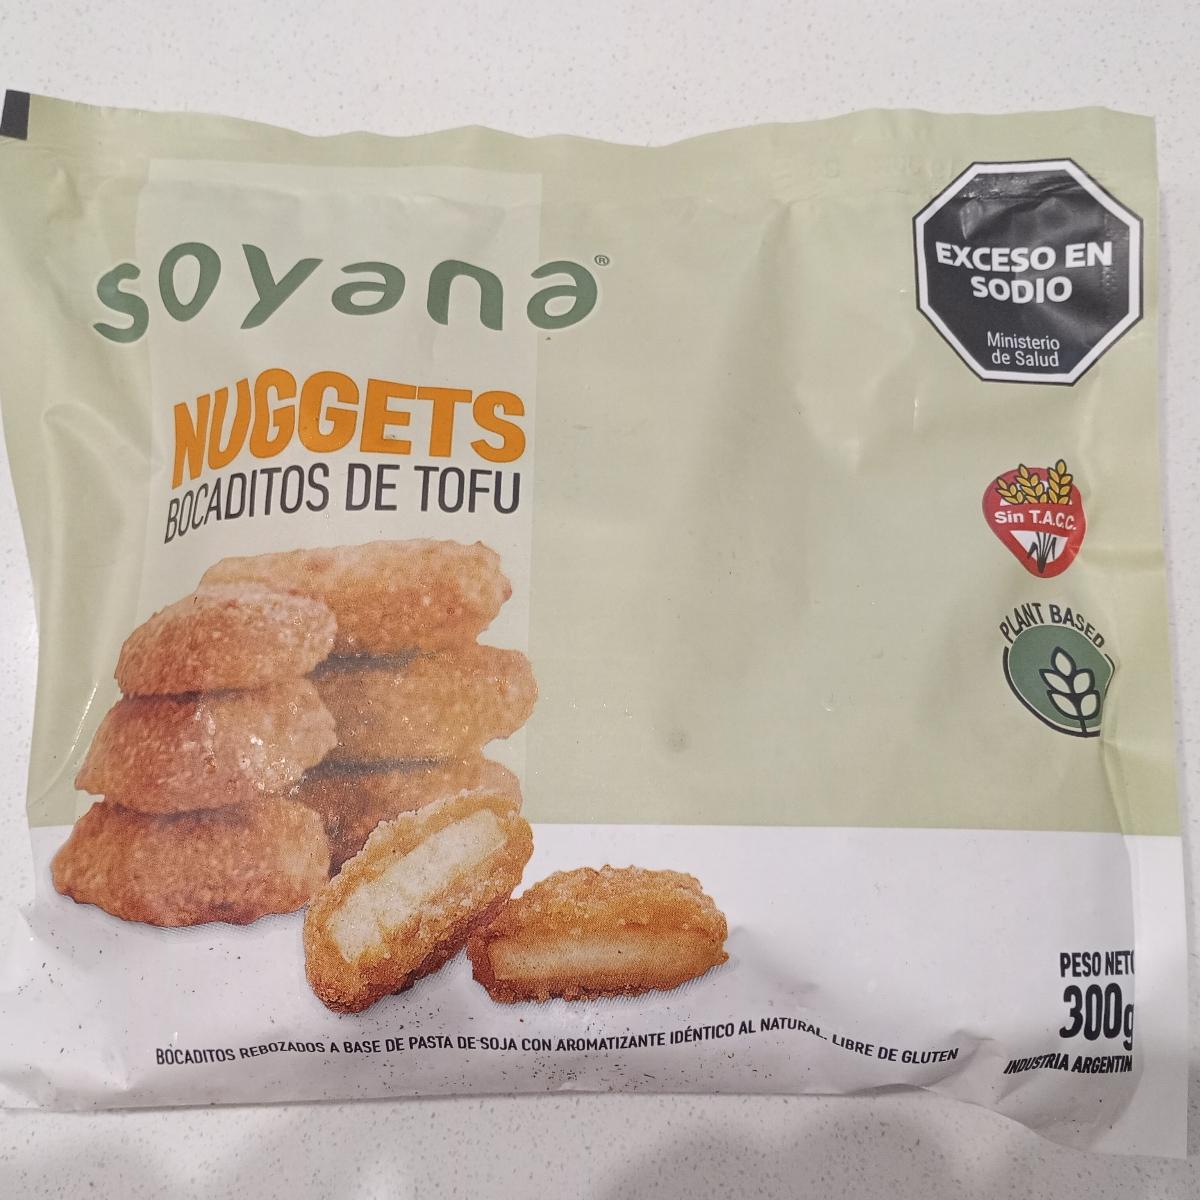 soyana®
NUGGETS
BOCADITOS DE TOFU
EXCESO EN
SODIO
Ministerio
de Salud
Sin T.A.C.C.
PLANT BASED
PESO NETO
300g
INDUSTRIA ARGENTIN
BOCADITOS REBOZADOS A BASE DE PASTA DE SOJA CON AROMATIZANTE IDÉNTICO AL NATURAL. LIBRE DE GLUTEN